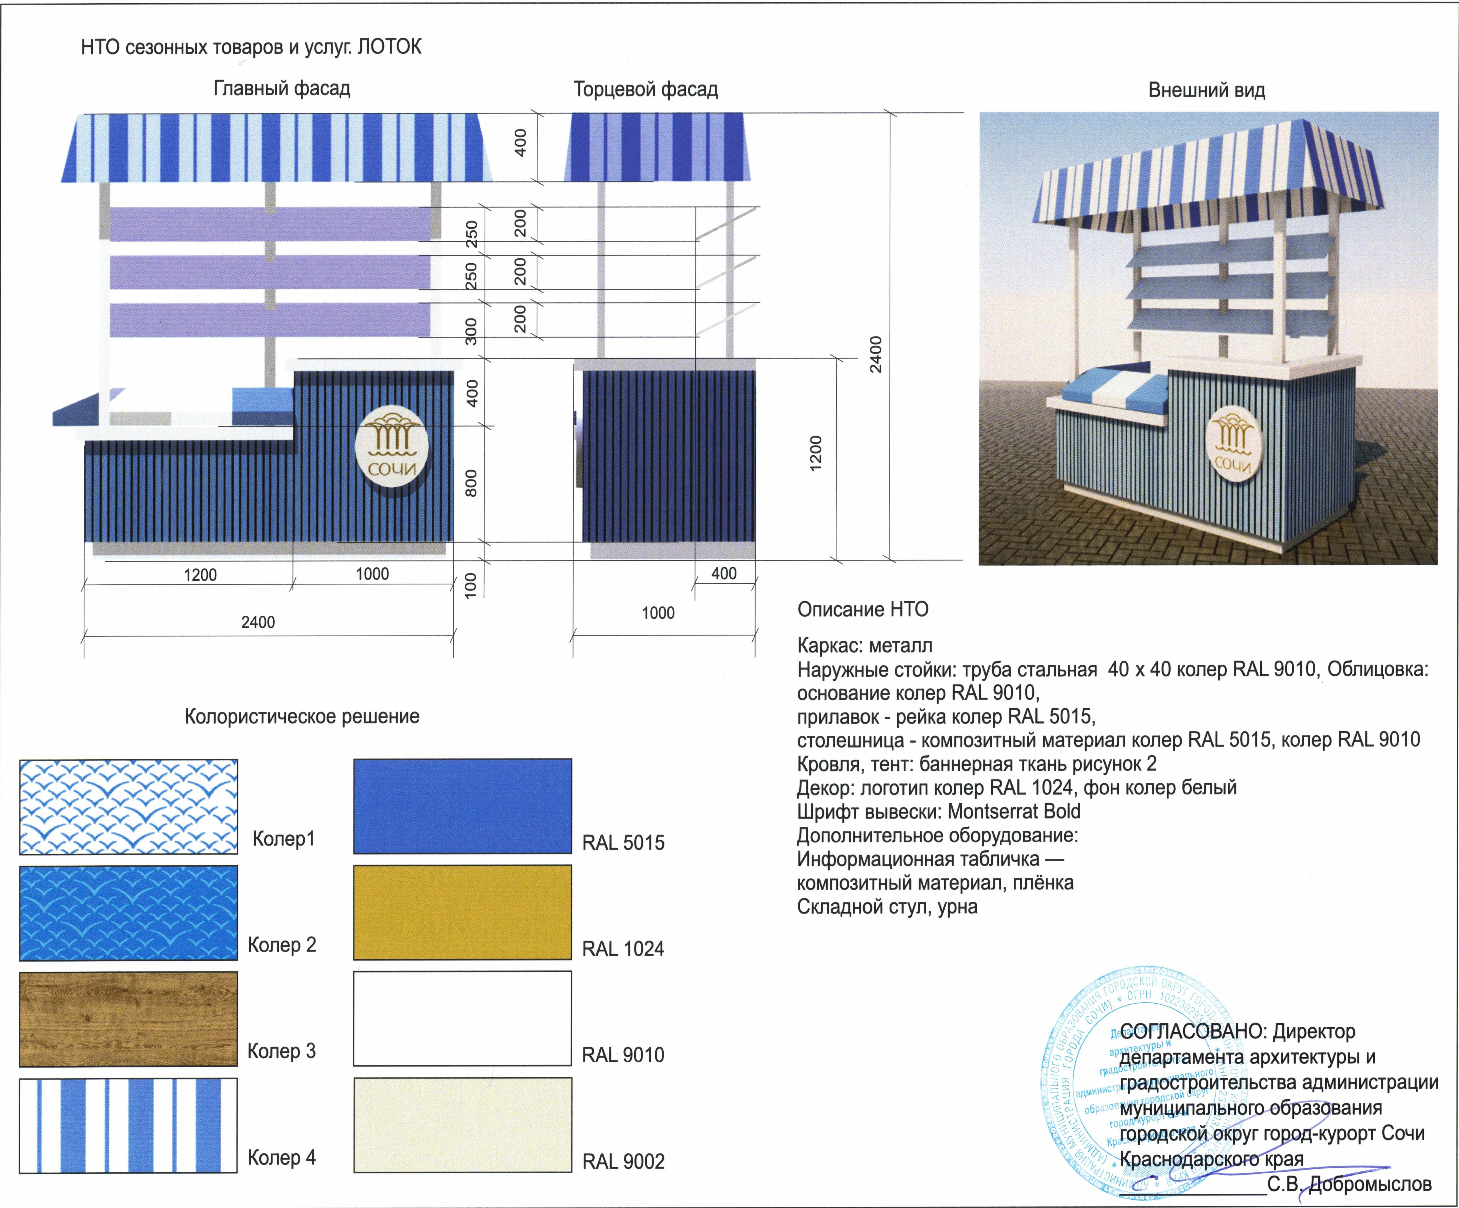 НТО сезонных товаров и услуг. ЛОТОК
Главный фасад
Торцевой фасад
Внешний вид
400
250
200
250
200
300
200
400
800
100
2400
1200
СОЧИ
СОЧИ
1200
1000
400
2400
1000
Описание НТО
Каркас: металл
Наружные стойки: труба стальная 40 х 40 колер RAL 9010, Облицовка:
основание колер RAL 9010,
прилавок - рейка колер RAL 5015,
столешница - композитный материал колер RAL 5015, колер RAL 9010
Кровля, тент: баннерная ткань рисунок 2
Декор: логотип колер RAL 1024, фон колер белый
Шрифт вывески: Montserrat Bold
Дополнительное оборудование:
Информационная табличка —
композитный материал, плёнка
Складной стул, урна
Колористическое решение
Колер1
RAL 5015
Колер 2
RAL 1024
Колер 3
RAL 9010
Колер 4
RAL 9002
СОГЛАСОВАНО: Директор
департамента архитектуры и
градостроительства администрации
муниципального образования
городской округ город-курорт Сочи
Краснодарского края
С.В. Добромыслов